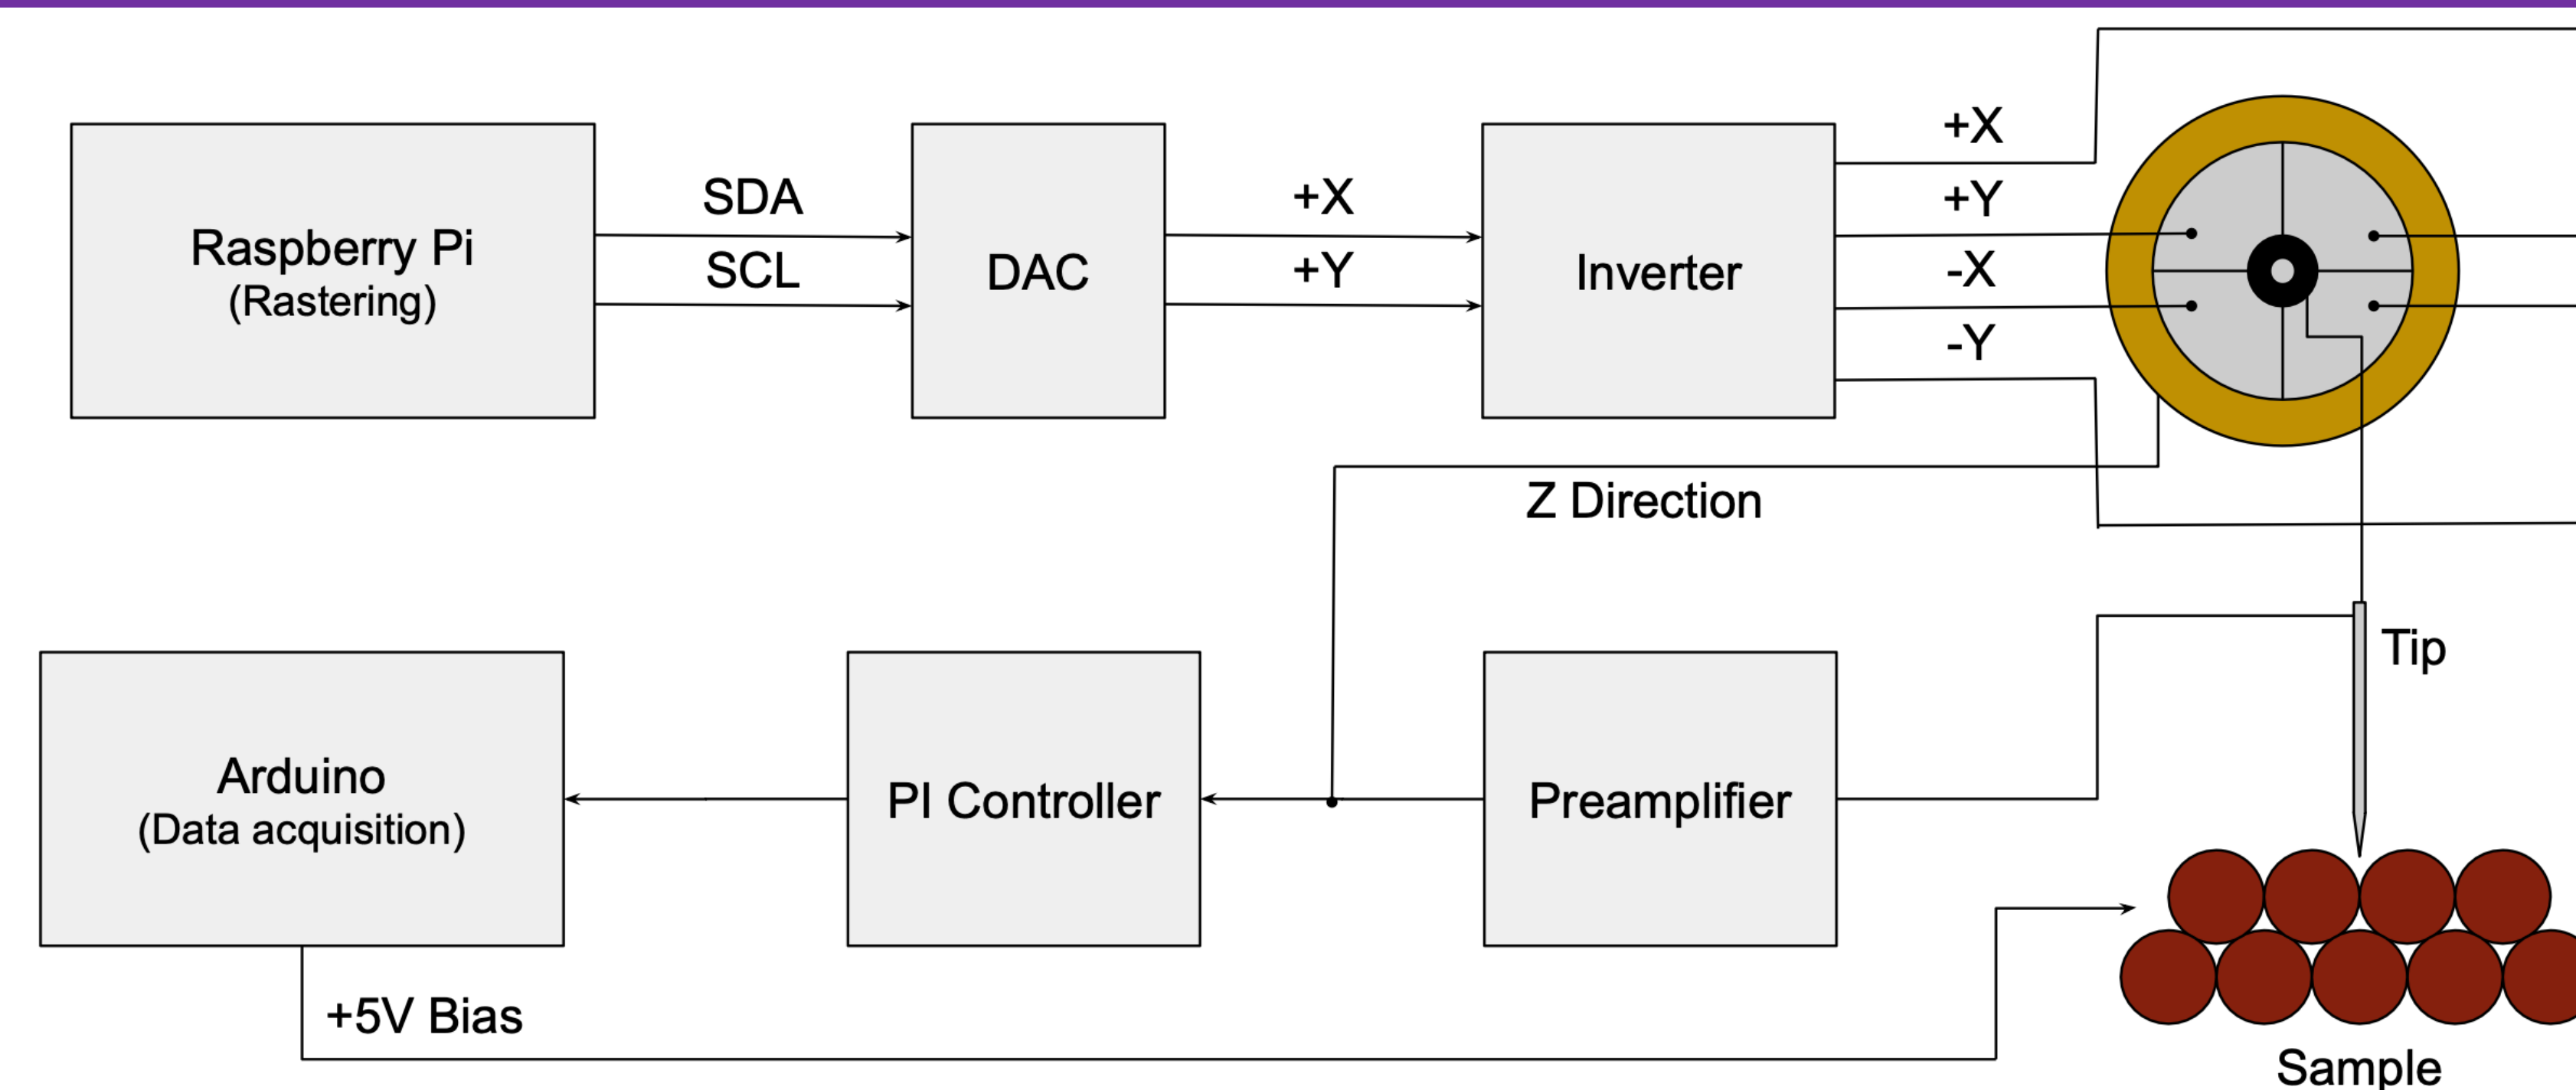 Raspberry Pi
(Rastering)
SDA
SCL
DAC
+X
+Y
Inverter
+X
+Y
-X
-Y
Z Direction
Arduino
(Data acquisition)
PI Controller
Preamplifier
Tip
+5V Bias
Sample